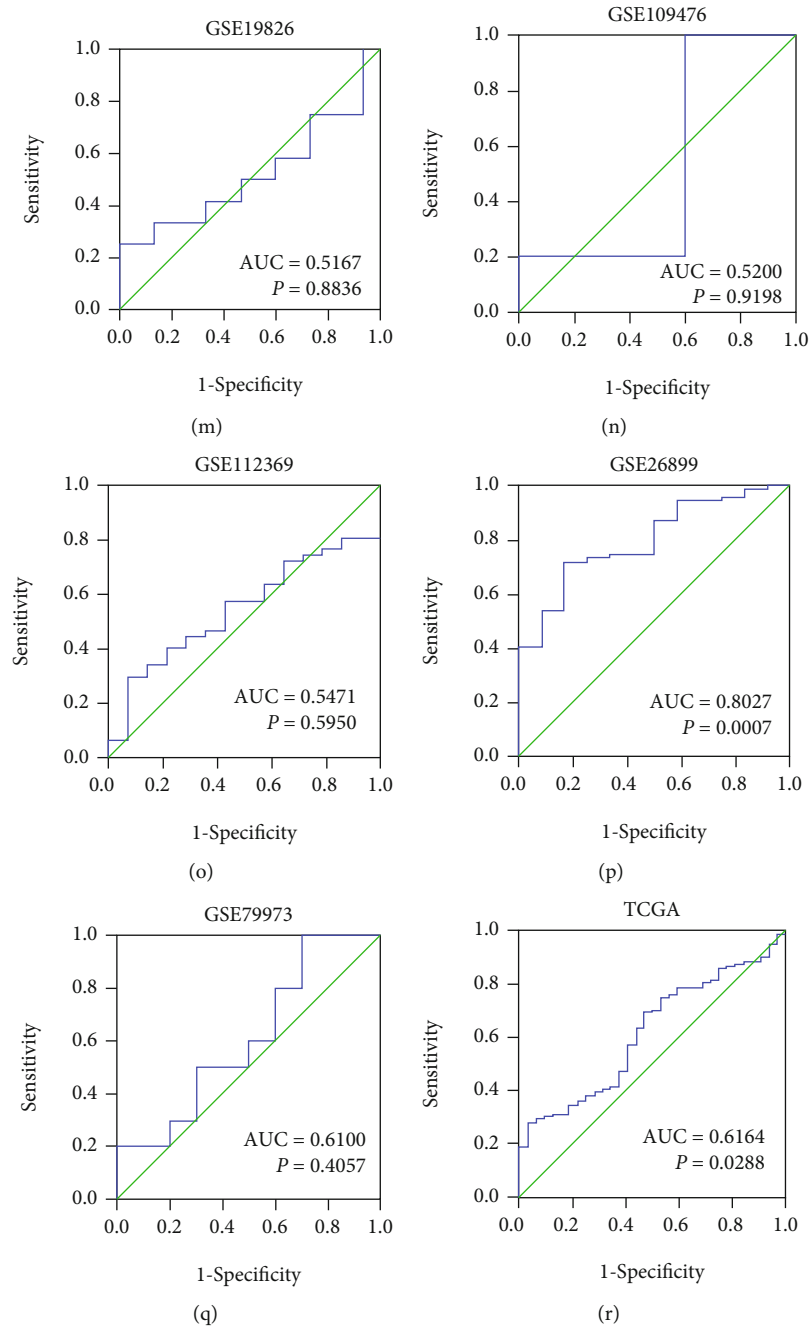 GSE19826
1.0
0.8
0.6
0.4
0.2
0.0
Sensitivity
AUC = 0.5167
P = 0.8836
0.0 0.2 0.4 0.6 0.8 1.0
1-Specificity
(m)
GSE109476
1.0
0.8
0.6
0.4
0.2
0.0
Sensitivity
AUC = 0.5200
P = 0.9198
0.0 0.2 0.4 0.6 0.8 1.0
1-Specificity
(n)
GSE112369
1.0
0.8
0.6
0.4
0.2
0.0
Sensitivity
AUC = 0.5471
P = 0.5950
0.0 0.2 0.4 0.6 0.8 1.0
1-Specificity
(o)
GSE26899
1.0
0.8
0.6
0.4
0.2
0.0
Sensitivity
AUC = 0.8027
P = 0.0007
0.0 0.2 0.4 0.6 0.8 1.0
1-Specificity
(p)
GSE79973
1.0
0.8
0.6
0.4
0.2
0.0
Sensitivity
AUC = 0.6100
P = 0.4057
0.0 0.2 0.4 0.6 0.8 1.0
1-Specificity
(q)
TCGA
1.0
0.8
0.6
0.4
0.2
0.0
Sensitivity
AUC = 0.6164
P = 0.0288
0.0 0.2 0.4 0.6 0.8 1.0
1-Specificity
(r)